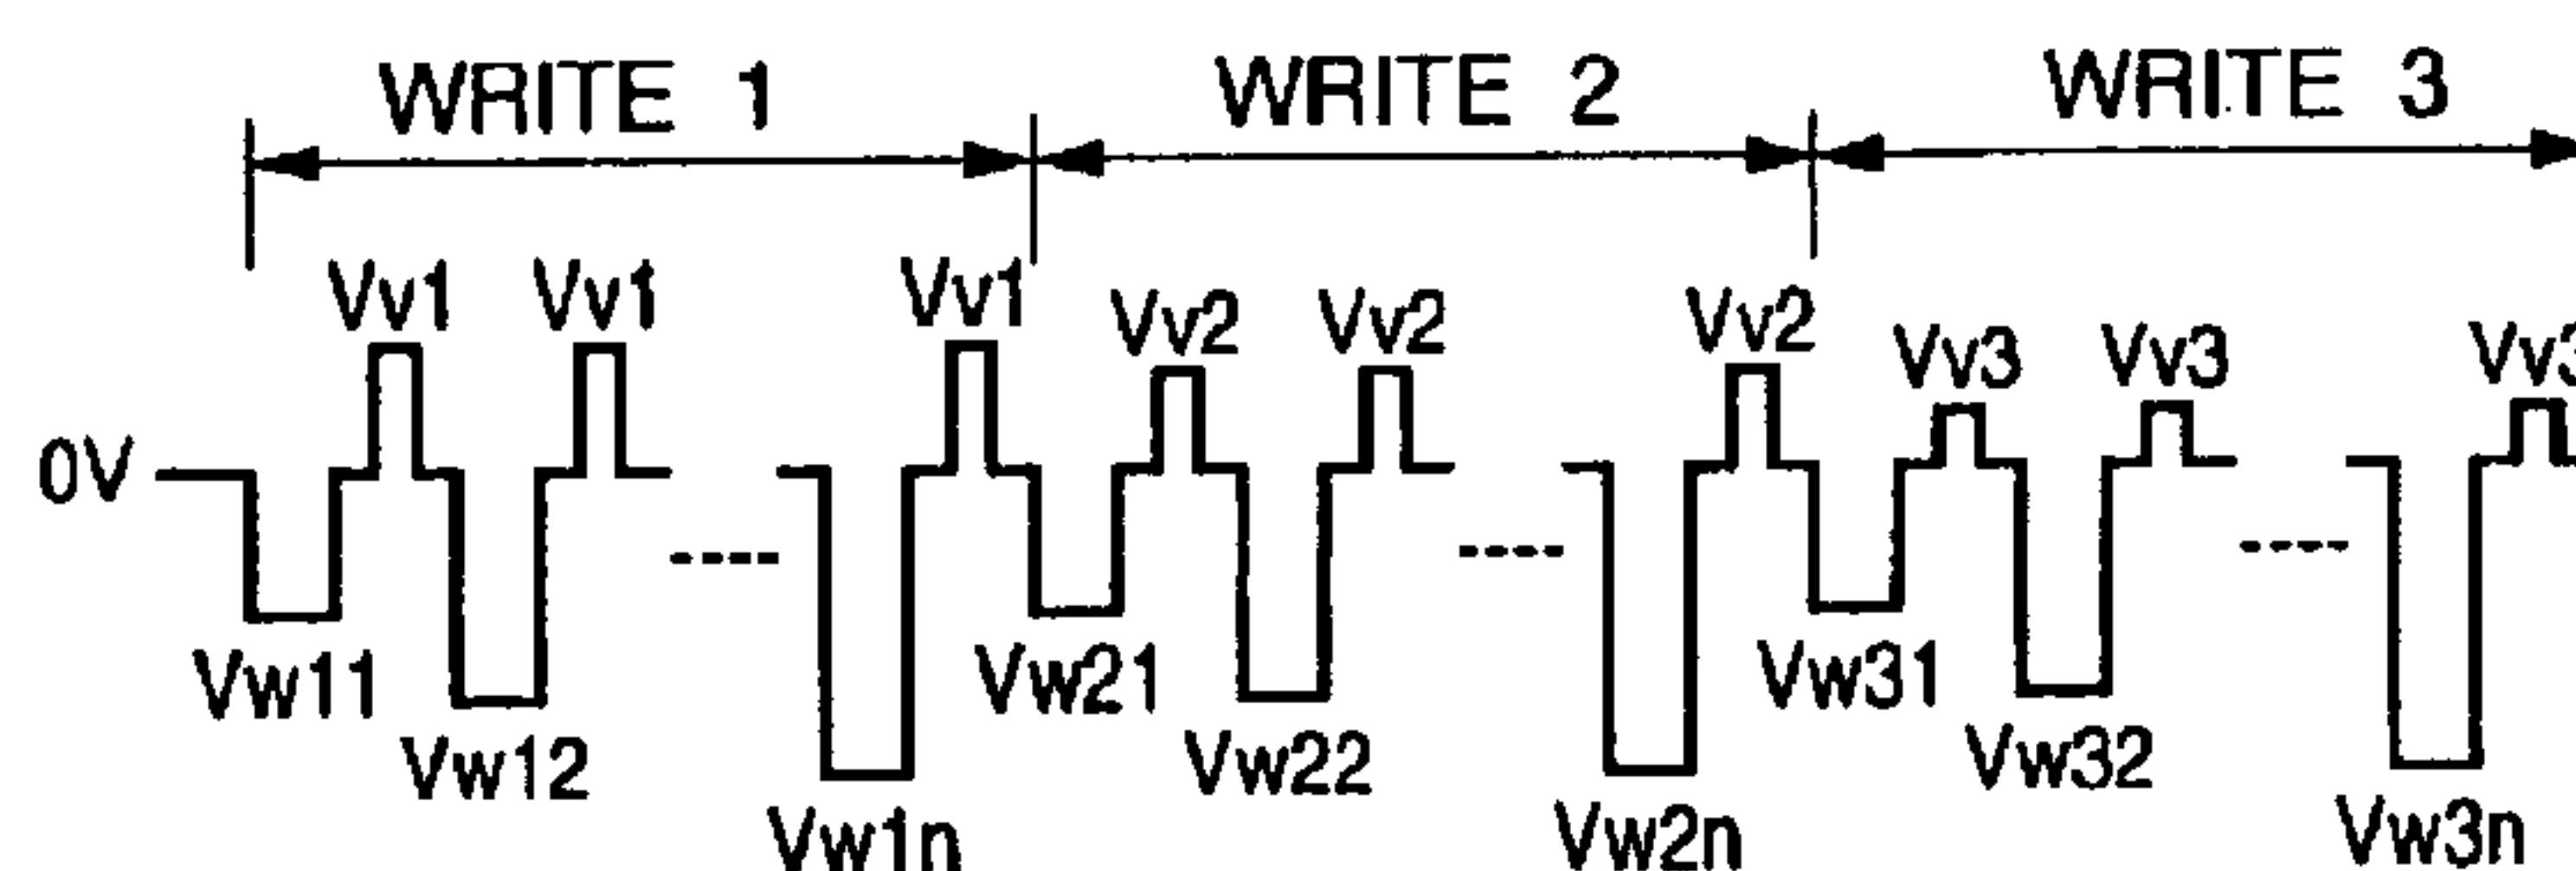 WRITE 1 WRITE 2 WRITE 3
Vv1 Vv1 Vv1 Vv2 Vv2 Vv2 Vv3 Vv3 Vv3
0V
Vw11 Vw21 Vw31
Vw12 Vw22 Vw32
Vw1n Vw2n Vw3n